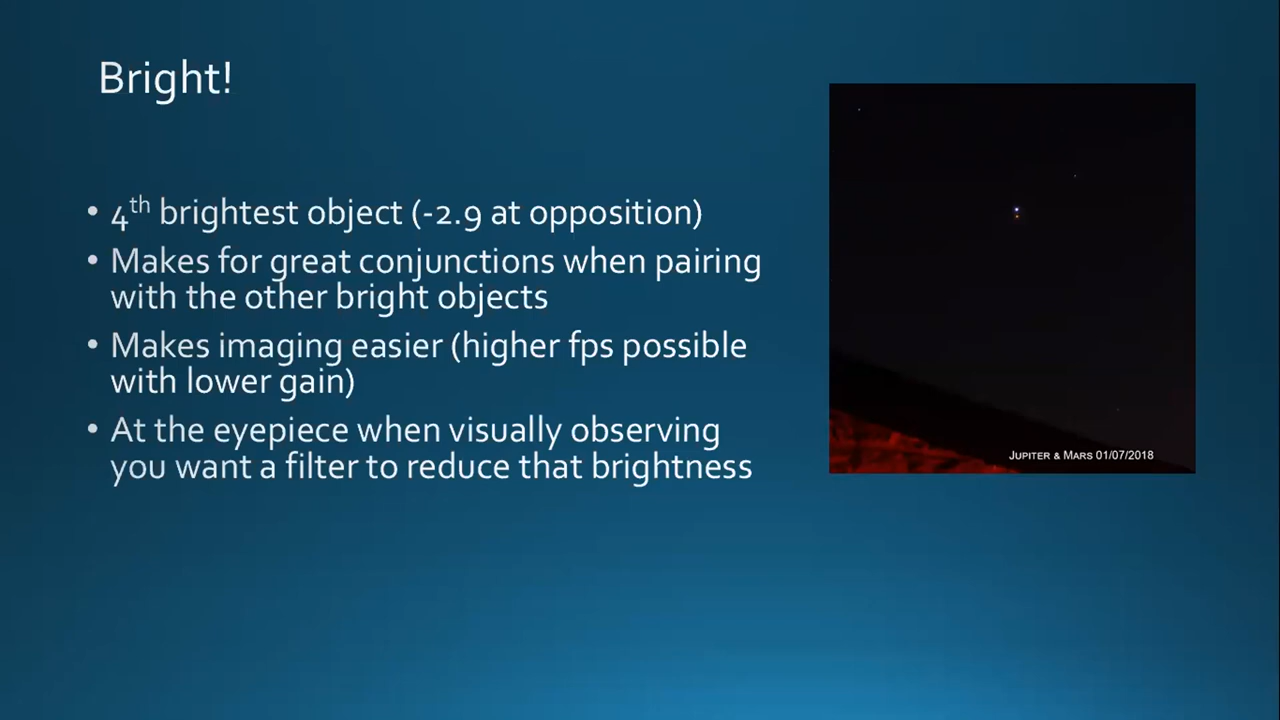 Bright!
• 4th brightest object (-2.9 at opposition)
• Makes for great conjunctions when pairing
with the other bright objects
• Makes imaging easier (higher fps possible
with lower gain)
• At the eyepiece when visually observing
you want a filter to reduce that brightness
Jupiter & Mars 01/07/2018